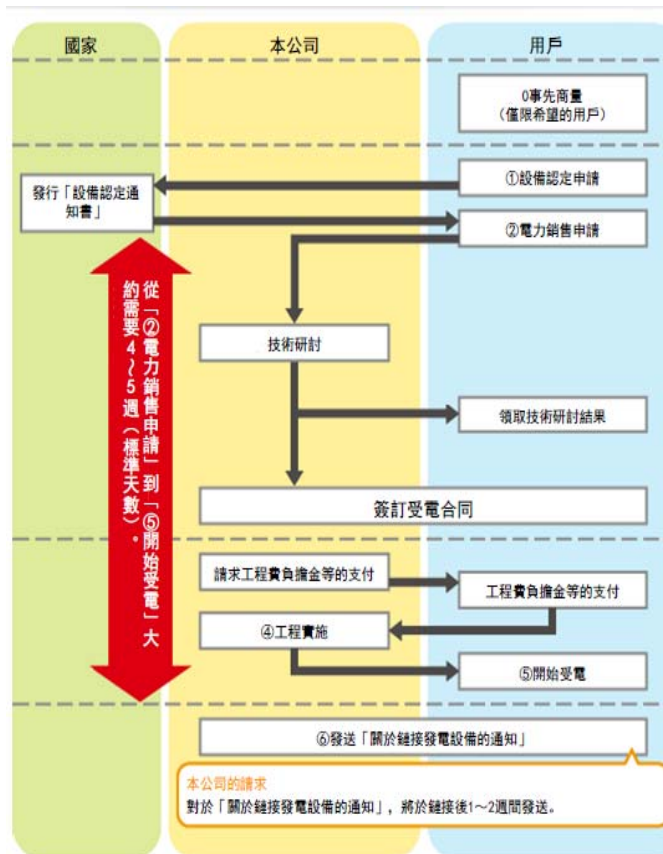 國家
本公司
用戶
0事先商量
(僅限希望的用戶)
①設備認定申請
發行「設備認定通
知書」
②電力銷售申請
從「②電力銷售申請」到「⑤開始受電」大
約需要4～5週（標準天數）。
技術研討
領取技術研討結果
簽訂受電合同
請求工程費負擔金等的支付
工程費負擔金等的支付
④工程實施
⑤開始受電
⑥發送「關於鏈接發電設備的通知」
本公司的請求
對於「關於鏈接發電設備的通知」，將於鏈接後1～2週間發送。